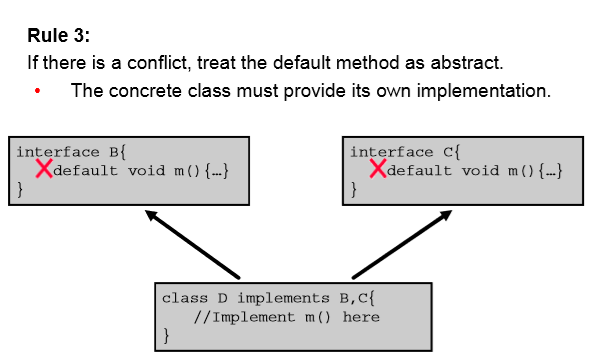 Rule 3:
If there is a conflict, treat the default method as abstract.
• The concrete class must provide its own implementation.
interface B{
default void m(){…}
}
interface C{
default void m(){…}
}
class D implements B,C{
//Implement m() here
}